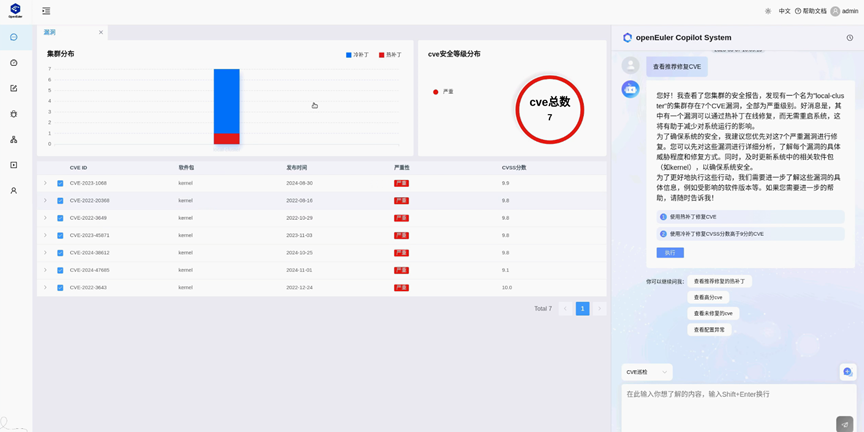 openEuler
中文
帮助文档
admin
漏洞
集群分布
冷补丁
热补丁
7
6
5
4
3
2
1
0
cve安全等级分布
严重
cve总数
7
CVE ID 软件包 发布时间 严重性 CVSS分数
CVE-2023-1068 kernel 2024-08-30 严重 9.9
CVE-2022-20368 kernel 2022-08-16 严重 9.8
CVE-2022-3649 kernel 2022-10-29 严重 9.8
CVE-2023-45871 kernel 2023-11-03 严重 9.8
CVE-2024-38612 kernel 2024-10-25 严重 9.8
CVE-2024-47685 kernel 2024-11-01 严重 9.1
CVE-2022-3643 kernel 2022-12-24 严重 10.0
Total 7
1
openEuler Copilot System
查看推荐修复CVE
您好！我查看了您集群的安全报告，发现有一个名为"local-clus
ter"的集群存在7个CVE漏洞，全部为严重级别。好消息是，其
中有一个漏洞可以通过热补丁在线修复，而无需重启系统，这
将有助于减少对系统运行的影响。
为了确保系统的安全，我建议您优先对这7个严重漏洞进行修
复。您可以先对这些漏洞进行详细分析，了解每个漏洞的具体
威胁程度和修复方式。同时，及时更新系统中的相关软件包
（如kernel），以确保系统安全。
为了更好地执行这些行动，我们需要进一步了解这些漏洞的具
体信息，例如受影响的软件版本等。如果您需要进一步的帮
助，请随时告诉我！
1 使用热补丁修复CVE
2 使用冷补丁修复CVSS分数高于9分的CVE
执行
你可以继续问我：
查看推荐修复的热补丁
查看高分cve
查看未修复的cve
查看配置异常
CVE巡检
在此输入你想了解的内容，输入Shift+Enter换行